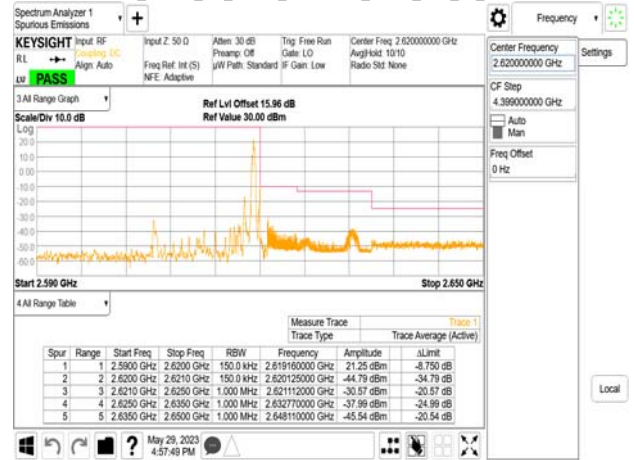 Spectrum Analyzer 1
Spurious Emissions
Frequency
KEYSIGHT Input: RF Input Z: 50 Ω Atten: 30 dB Trig: Free Run Center Freq: 2.620000000 GHz
RL Coupling: DC Preamp: Off Gate: LO Avg|Hold: 10/10
Align: Auto Freq Ref: Int (S) µW Path: Standard IF Gain: Low Radio Std: None
NFE: Adaptive
PASS
Center Frequency
2.620000000 GHz
Settings
CF Step
4.399000000 GHz
Auto
Man
Freq Offset
0 Hz
3 All Range Graph
Ref Lvl Offset 15.96 dB
Scale/Div 10.0 dB Ref Value 30.00 dBm
Log
20.0
10.0
0.00
-10.0
-20.0
-30.0
-40.0
-50.0
-60.0
Start 2.590 GHz Stop 2.650 GHz
4 All Range Table
Measure Trace Trace 1
Trace Type Trace Average (Active)
Spur Range Start Freq Stop Freq RBW Frequency Amplitude ΔLimit
1 1 2.5900 GHz 2.6200 GHz 150.0 kHz 2.619160000 GHz 21.25 dBm -8.750 dB
2 2 2.6200 GHz 2.6210 GHz 150.0 kHz 2.620125000 GHz -44.79 dBm -34.79 dB
3 3 2.6210 GHz 2.6250 GHz 1.000 MHz 2.621112000 GHz -30.57 dBm -20.57 dB
4 4 2.6250 GHz 2.6350 GHz 1.000 MHz 2.632770000 GHz -37.99 dBm -24.99 dB
5 5 2.6350 GHz 2.6500 GHz 1.000 MHz 2.648110000 GHz -45.54 dBm -20.54 dB
Local
May 29, 2023
4:57:49 PM